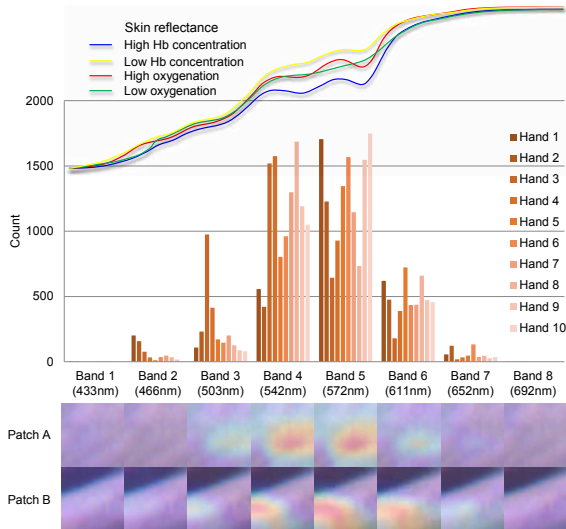 Skin reflectance
High Hb concentration
Low Hb concentration
High oxygenation
Low oxygenation
2000
1500
1000
500
0
Count
Hand 1
Hand 2
Hand 3
Hand 4
Hand 5
Hand 6
Hand 7
Hand 8
Hand 9
Hand 10
Band 1 Band 2 Band 3 Band 4 Band 5 Band 6 Band 7 Band 8
(433nm) (466nm) (503nm) (542nm) (572nm) (611nm) (652nm) (692nm)
Patch A
Patch B